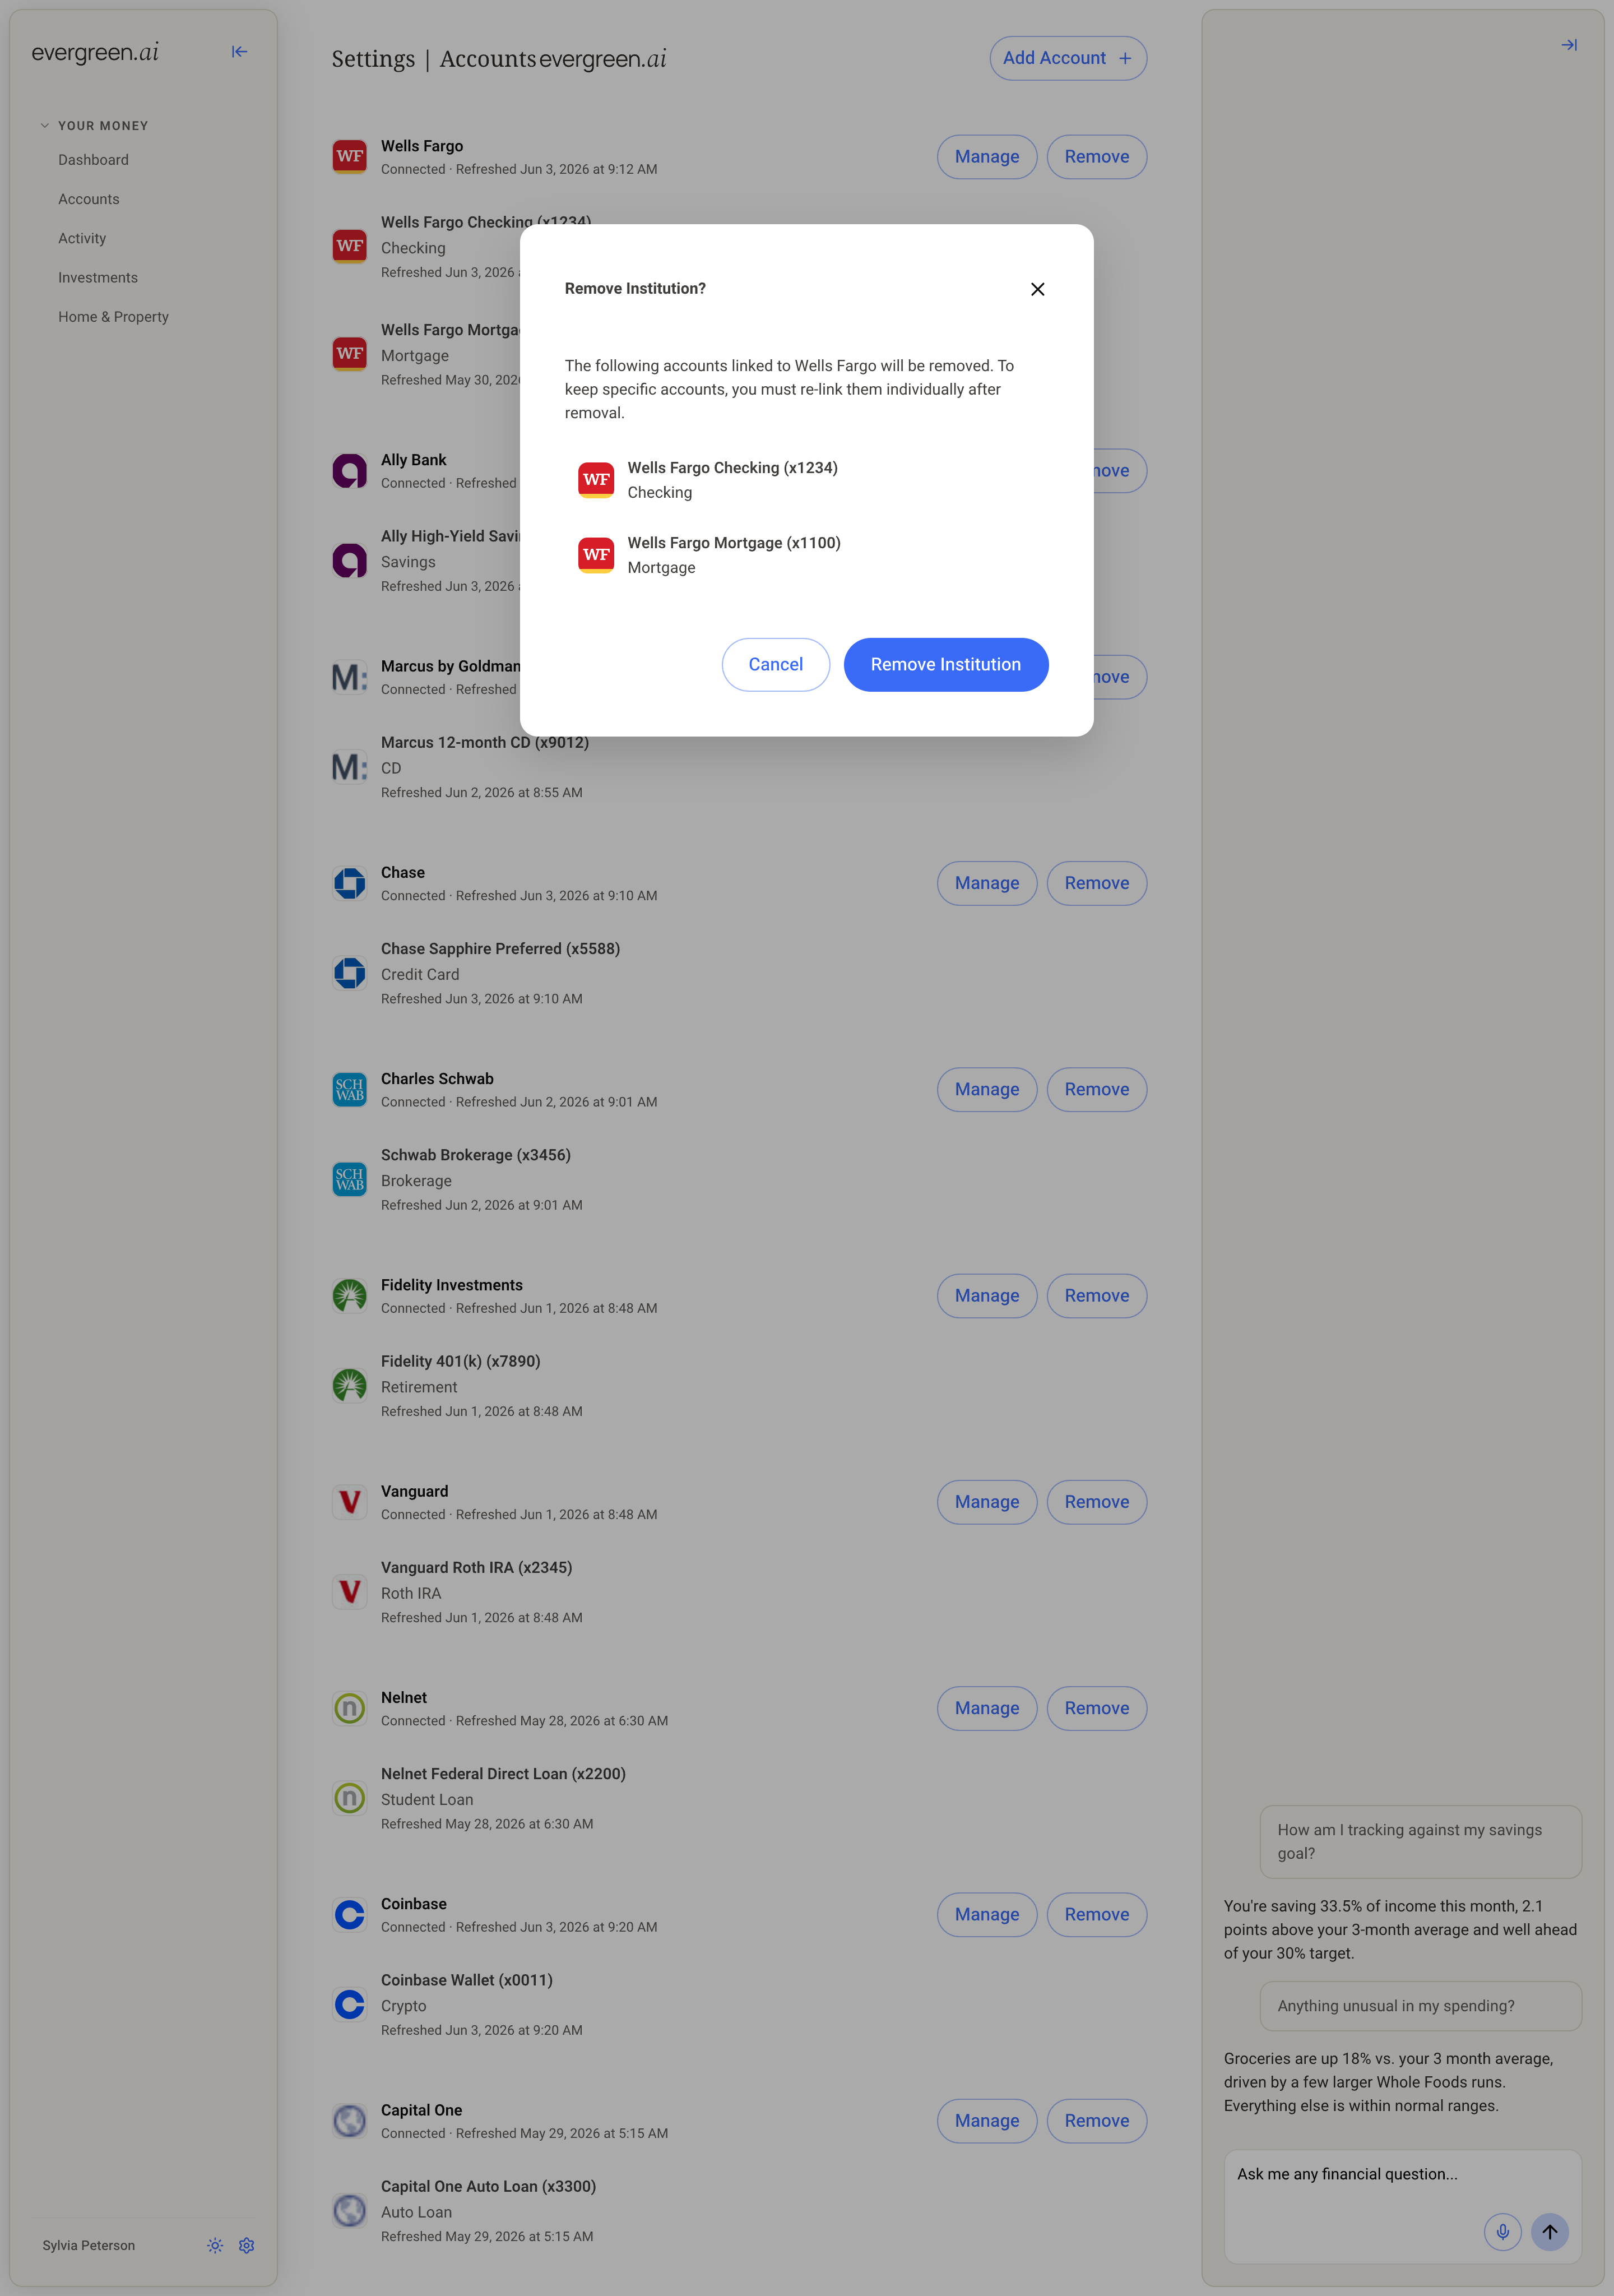 evergreen.ai
YOUR MONEY
Dashboard
Accounts
Activity
Investments
Home & Property
Sylvia Peterson
Settings | Accounts evergreen.ai
Add Account +
WF
Wells Fargo
Connected · Refreshed Jun 3, 2026 at 9:12 AM
Manage
Remove
WF
Wells Fargo Checking (x1234)
Checking
Refreshed Jun 3, 2026
WF
Wells Fargo
Mortgage
Refreshed May 30,
Ally Bank
Connected · Refreshed
Ally High-Yield
Savings
Refreshed Jun 3, 2026
M:
Marcus by Goldman
Connected · Refreshed
M:
Marcus 12-month CD (x9012)
CD
Refreshed Jun 2, 2026 at 8:55 AM
Chase
Connected · Refreshed Jun 3, 2026 at 9:10 AM
Manage
Remove
Chase Sapphire Preferred (x5588)
Credit Card
Refreshed Jun 3, 2026 at 9:10 AM
SCH
WAB
Charles Schwab
Connected · Refreshed Jun 2, 2026 at 9:01 AM
Manage
Remove
SCH
WAB
Schwab Brokerage (x3456)
Brokerage
Refreshed Jun 2, 2026 at 9:01 AM
Fidelity Investments
Connected · Refreshed Jun 1, 2026 at 8:48 AM
Manage
Remove
Fidelity 401(k) (x7890)
Retirement
Refreshed Jun 1, 2026 at 8:48 AM
V
Vanguard
Connected · Refreshed Jun 1, 2026 at 8:48 AM
Manage
Remove
V
Vanguard Roth IRA (x2345)
Roth IRA
Refreshed Jun 1, 2026 at 8:48 AM
n
Nelnet
Connected · Refreshed May 28, 2026 at 6:30 AM
Manage
Remove
n
Nelnet Federal Direct Loan (x2200)
Student Loan
Refreshed May 28, 2026 at 6:30 AM
Coinbase
Connected · Refreshed Jun 3, 2026 at 9:20 AM
Manage
Remove
Coinbase Wallet (x0011)
Crypto
Refreshed Jun 3, 2026 at 9:20 AM
Capital One
Connected · Refreshed May 29, 2026 at 5:15 AM
Manage
Remove
Capital One Auto Loan (x3300)
Auto Loan
Refreshed May 29, 2026 at 5:15 AM
Remove Institution?
The following accounts linked to Wells Fargo will be removed. To
keep specific accounts, you must re-link them individually after
removal.
WF
Wells Fargo Checking (x1234)
Checking
WF
Wells Fargo Mortgage (x1100)
Mortgage
Cancel
Remove Institution
How am I tracking against my savings
goal?
You're saving 33.5% of income this month, 2.1
points above your 3-month average and well ahead
of your 30% target.
Anything unusual in my spending?
Groceries are up 18% vs. your 3 month average,
driven by a few larger Whole Foods runs.
Everything else is within normal ranges.
Ask me any financial question...